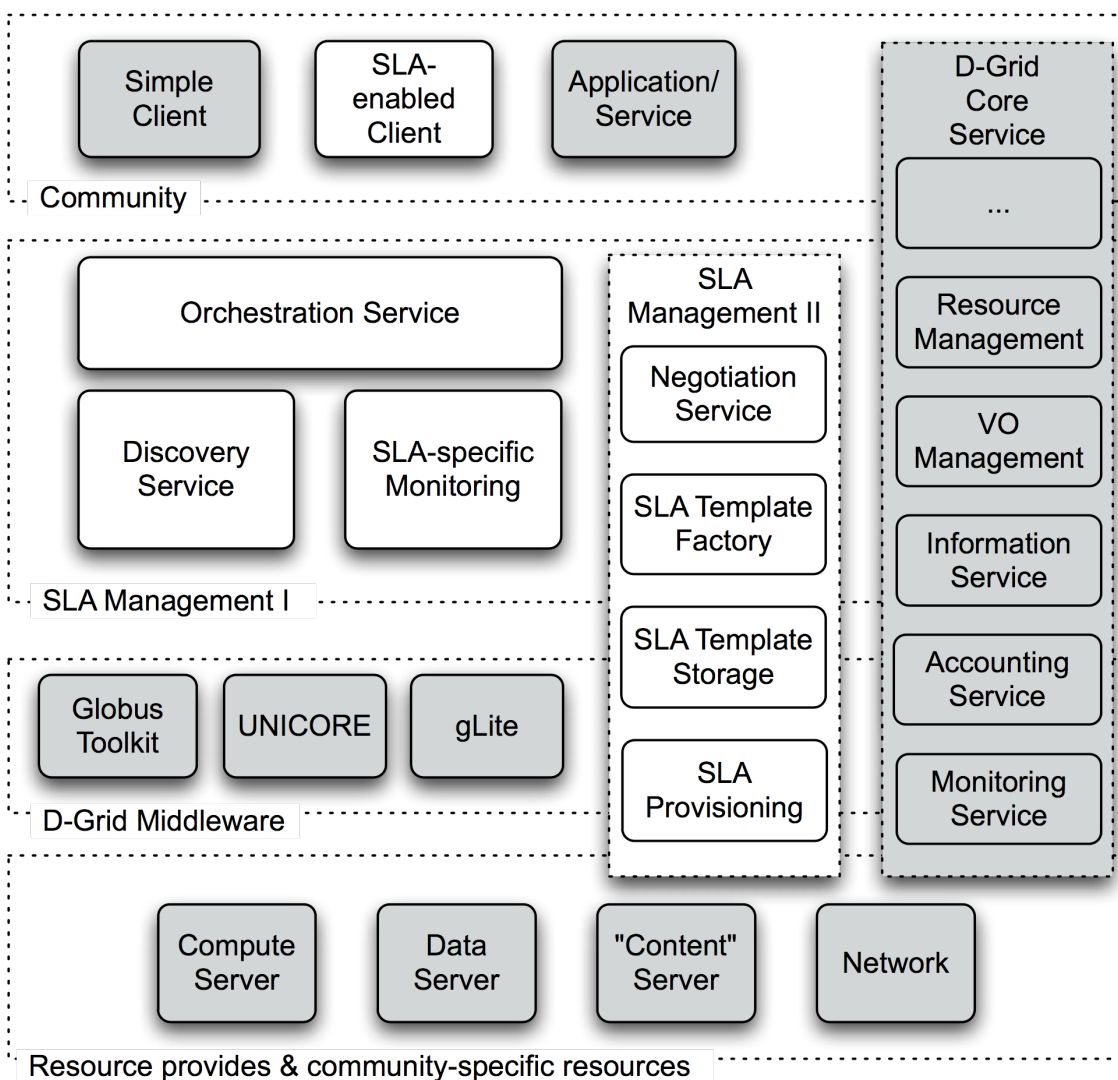 Simple
Client
SLA-
enabled
Client
Application/
Service
Community
D-Grid
Core
Service
...
Resource
Management
VO
Management
Information
Service
Accounting
Service
Monitoring
Service
Orchestration Service
Discovery
Service
SLA-specific
Monitoring
SLA Management I
SLA
Management II
Negotiation
Service
SLA Template
Factory
SLA Template
Storage
SLA
Provisioning
Globus
Toolkit
UNICORE
gLite
D-Grid Middleware
Compute
Server
Data
Server
"Content"
Server
Network
Resource provides & community-specific resources